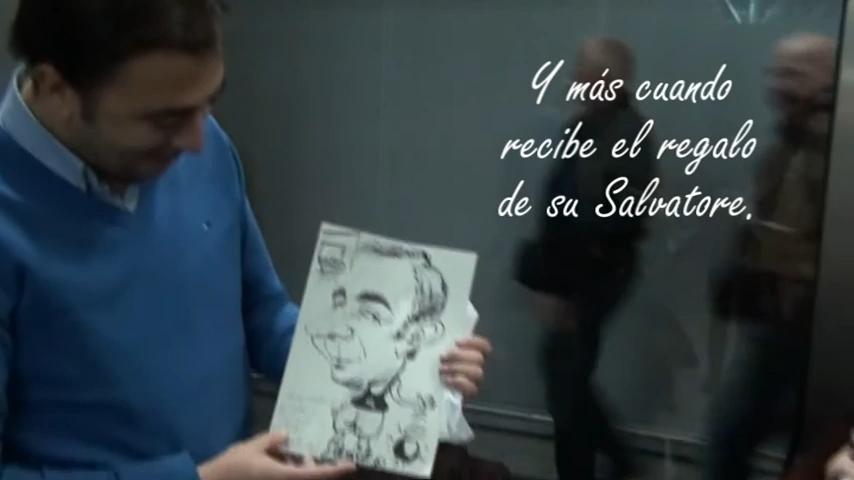 Y más cuando
recibe el regalo
de su Salvatore.